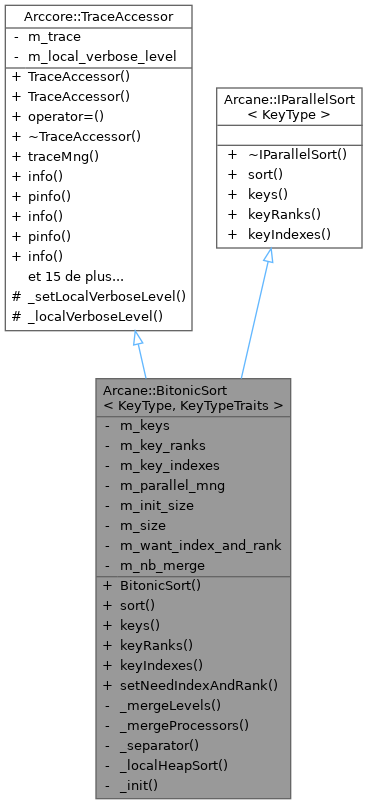 Arccore::TraceAccessor
- m_trace
- m_local_verbose_level
+ TraceAccessor()
+ TraceAccessor()
+ operator=()
+ ~TraceAccessor()
+ traceMng()
+ info()
+ pinfo()
+ info()
+ pinfo()
+ info()
et 15 de plus...
# _setLocalVerboseLevel()
# _localVerboseLevel()
Arcane::IParallelSort
< KeyType >
+ ~IParallelSort()
+ sort()
+ keys()
+ keyRanks()
+ keyIndexes()
Arcane::BitonicSort
< KeyType, KeyTypeTraits >
- m_keys
- m_key_ranks
- m_key_indexes
- m_parallel_mng
- m_init_size
- m_size
- m_want_index_and_rank
- m_nb_merge
+ BitonicSort()
+ sort()
+ keys()
+ keyRanks()
+ keyIndexes()
+ setNeedIndexAndRank()
- _mergeLevels()
- _mergeProcessors()
- _separator()
- _localHeapSort()
- _init()